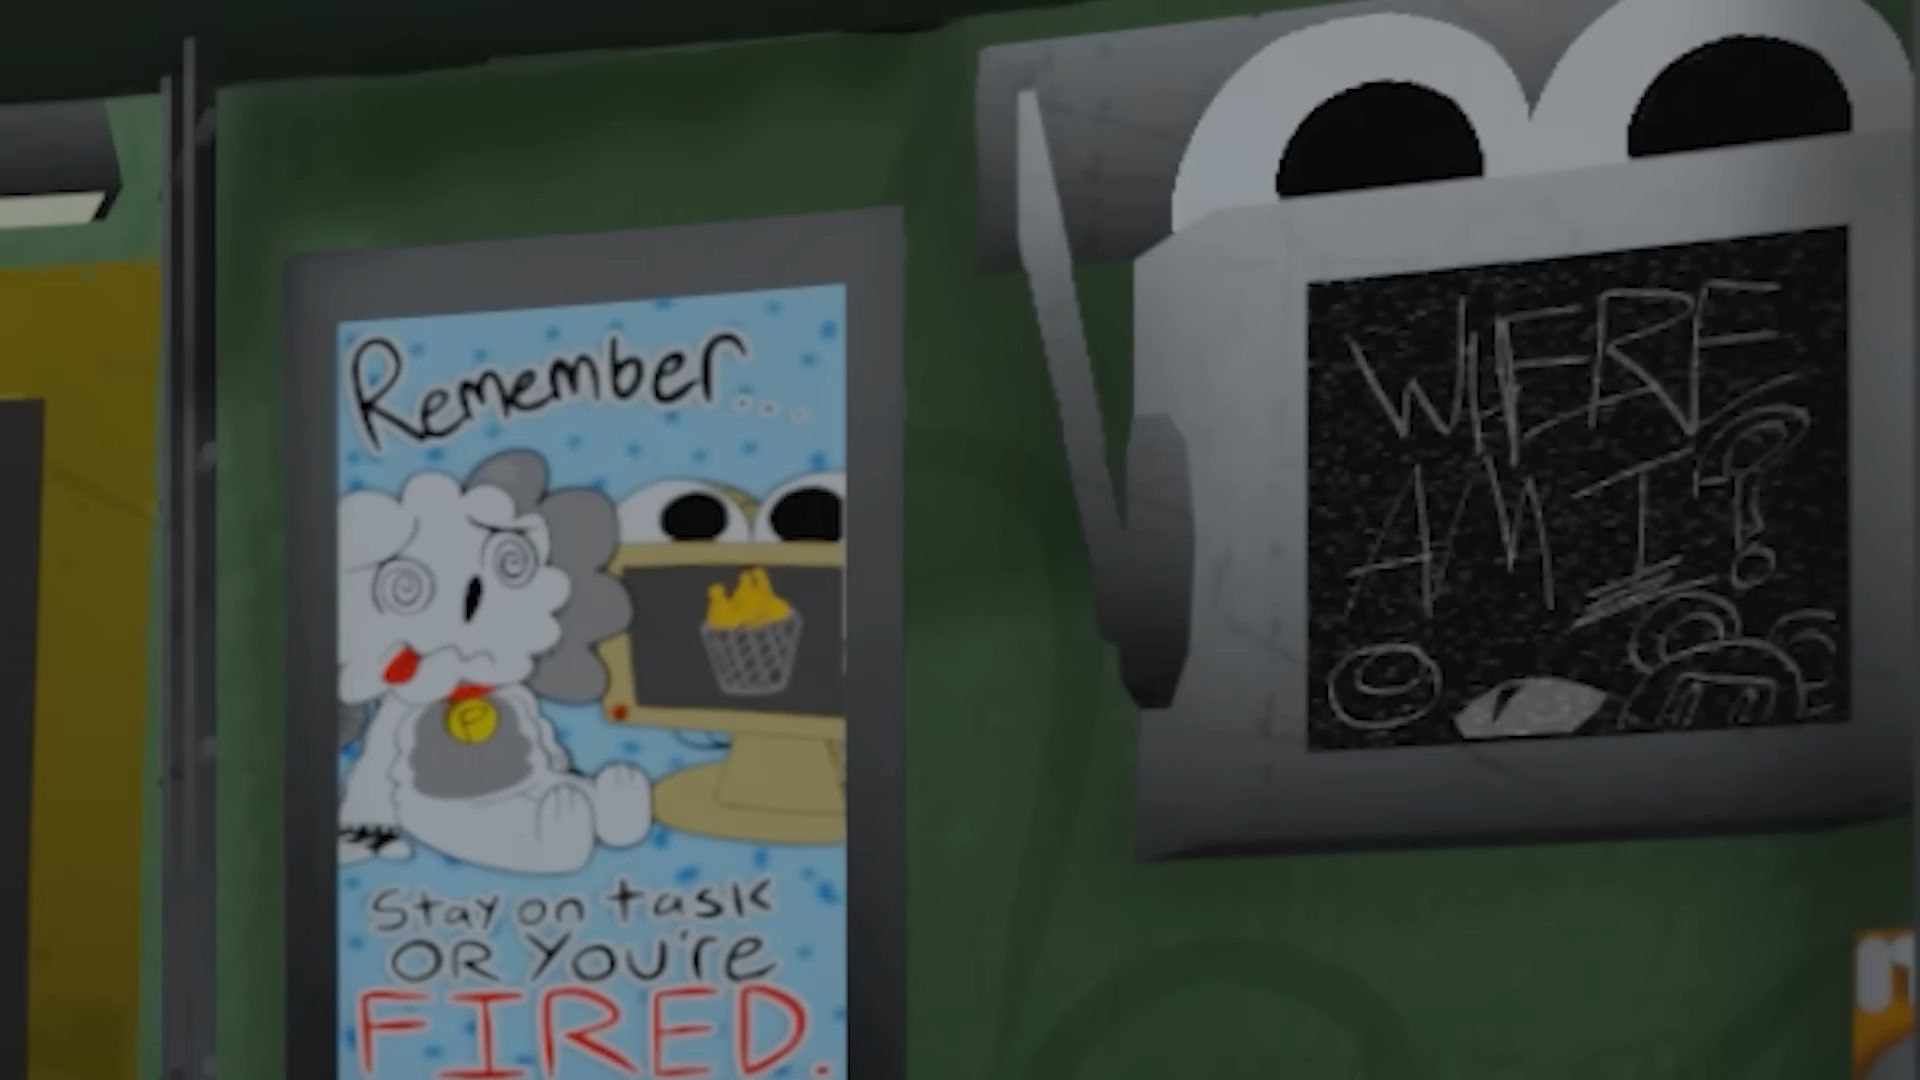 Remember...
P
Stay on task
OR You're
FIRED.
WHERE
AM I?